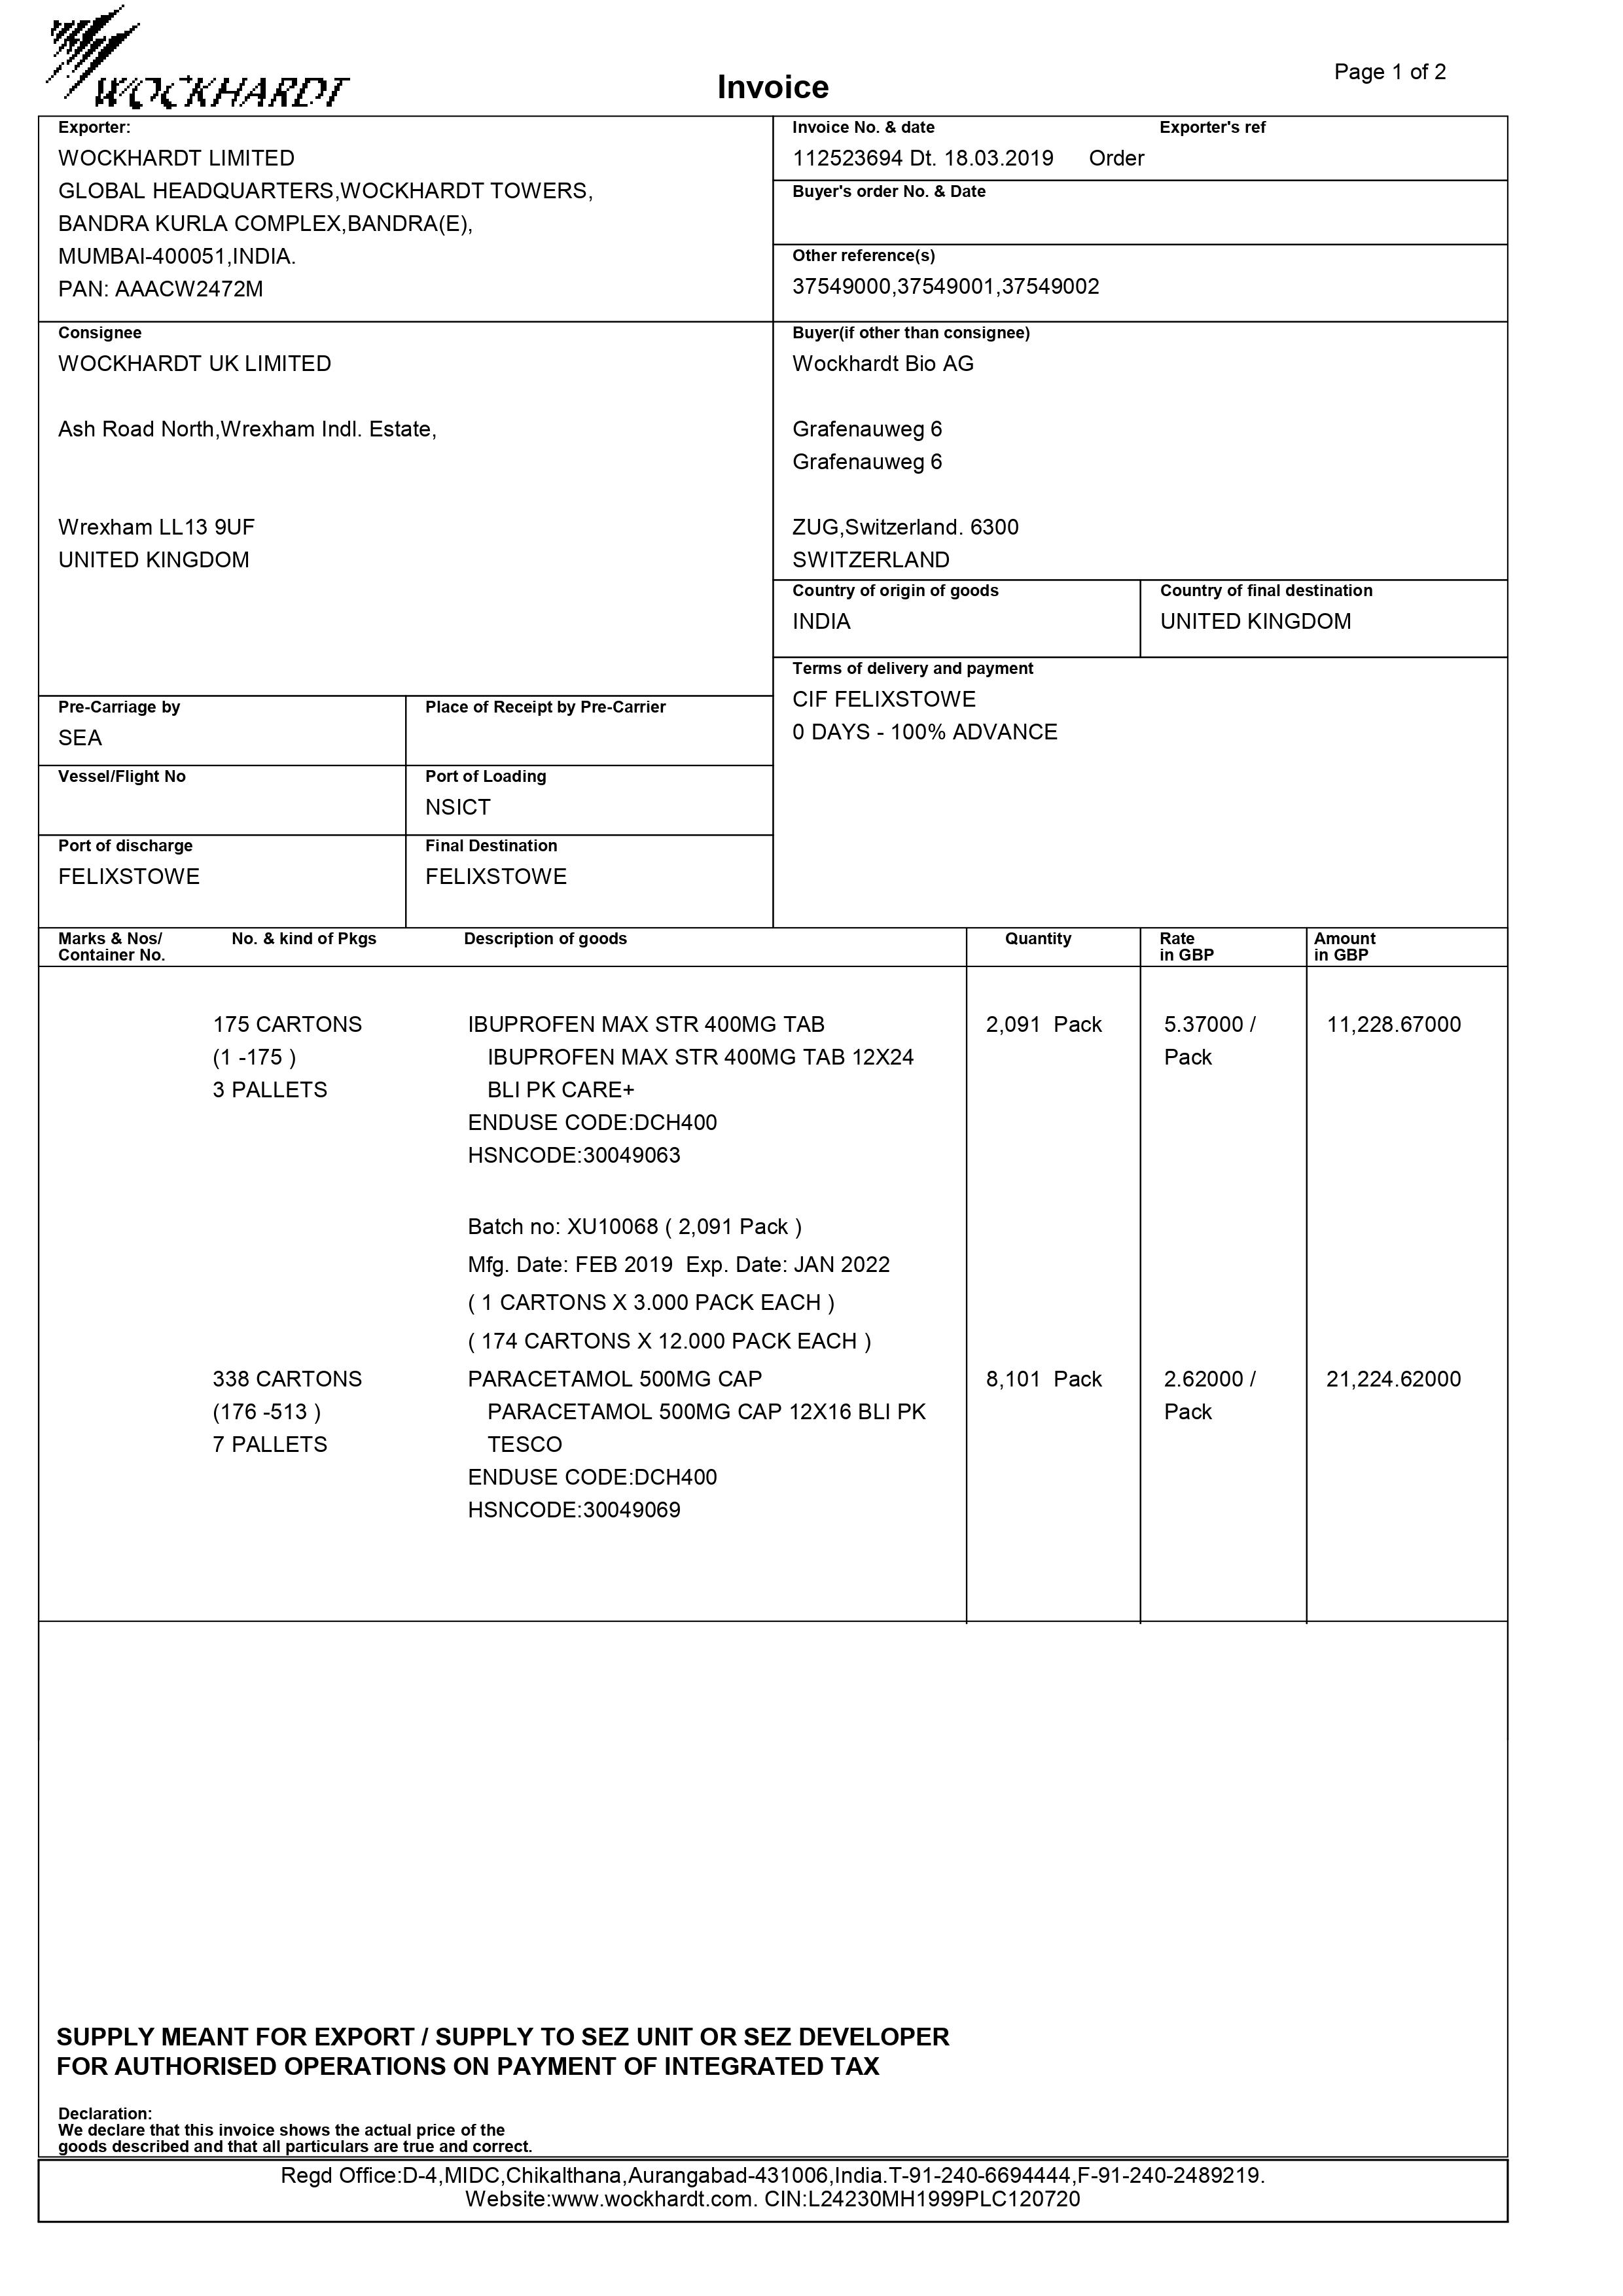 WOCKHARDT
Invoice
Page 1 of 2
Exporter:
WOCKHARDT LIMITED
GLOBAL HEADQUARTERS,WOCKHARDT TOWERS,
BANDRA KURLA COMPLEX,BANDRA(E),
MUMBAI-400051,INDIA.
PAN: AAACW2472M
Invoice No. & date Exporter's ref
112523694 Dt. 18.03.2019 Order
Buyer's order No. & Date
Other reference(s)
37549000,37549001,37549002
Consignee
WOCKHARDT UK LIMITED
Ash Road North,Wrexham Indl. Estate,
Wrexham LL13 9UF
UNITED KINGDOM
Buyer(if other than consignee)
Wockhardt Bio AG
Grafenauweg 6
Grafenauweg 6
ZUG,Switzerland. 6300
SWITZERLAND
Country of origin of goods
INDIA
Country of final destination
UNITED KINGDOM
Terms of delivery and payment
CIF FELIXSTOWE
0 DAYS - 100% ADVANCE
Pre-Carriage by
SEA
Place of Receipt by Pre-Carrier
Vessel/Flight No
Port of Loading
NSICT
Port of discharge
FELIXSTOWE
Final Destination
FELIXSTOWE
Marks & Nos/ No. & kind of Pkgs Description of goods Quantity Rate Amount
Container No. in GBP in GBP
175 CARTONS IBUPROFEN MAX STR 400MG TAB 2,091 Pack 5.37000 / 11,228.67000
(1 -175 ) IBUPROFEN MAX STR 400MG TAB 12X24 Pack
3 PALLETS BLI PK CARE+
ENDUSE CODE:DCH400
HSNCODE:30049063
Batch no: XU10068 ( 2,091 Pack )
Mfg. Date: FEB 2019 Exp. Date: JAN 2022
( 1 CARTONS X 3.000 PACK EACH )
( 174 CARTONS X 12.000 PACK EACH )
338 CARTONS PARACETAMOL 500MG CAP 8,101 Pack 2.62000 / 21,224.62000
(176 -513 ) PARACETAMOL 500MG CAP 12X16 BLI PK Pack
7 PALLETS TESCO
ENDUSE CODE:DCH400
HSNCODE:30049069
SUPPLY MEANT FOR EXPORT / SUPPLY TO SEZ UNIT OR SEZ DEVELOPER
FOR AUTHORISED OPERATIONS ON PAYMENT OF INTEGRATED TAX
Declaration:
We declare that this invoice shows the actual price of the
goods described and that all particulars are true and correct.
Regd Office:D-4,MIDC,Chikalthana,Aurangabad-431006,India.T-91-240-6694444,F-91-240-2489219.
Website:www.wockhardt.com. CIN:L24230MH1999PLC120720